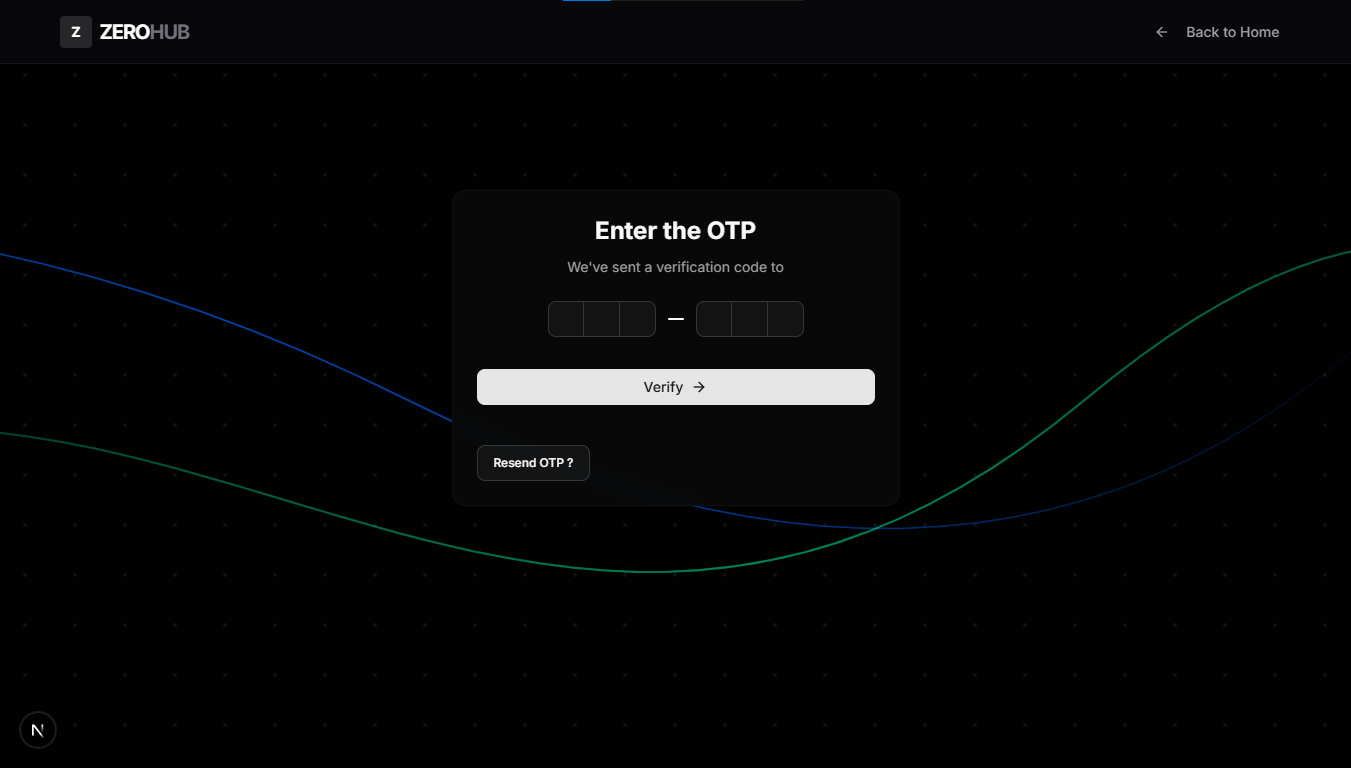 Z ZEROHUB
Back to Home
Enter the OTP
We've sent a verification code to
Verify
Resend OTP ?
N